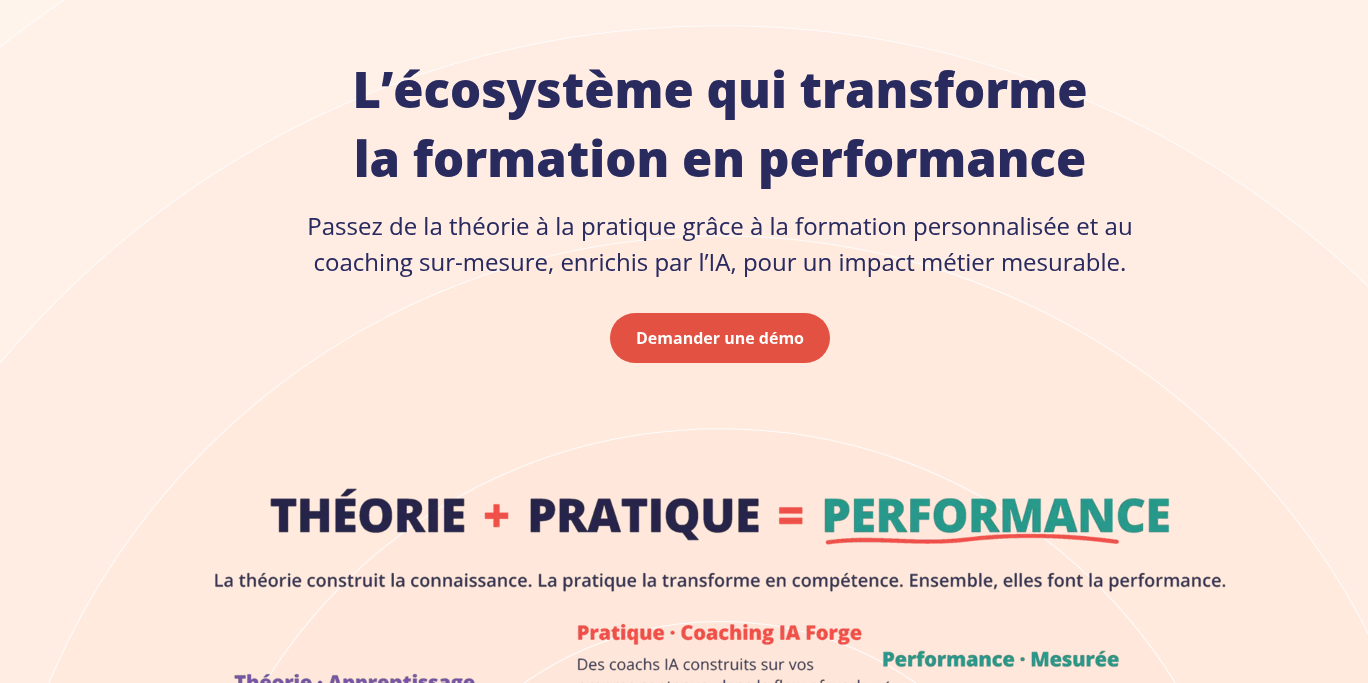 L’écosystème qui transforme
la formation en performance
Passez de la théorie à la pratique grâce à la formation personnalisée et au
coaching sur-mesure, enrichis par l’IA, pour un impact métier mesurable.
Demander une démo
THÉORIE + PRATIQUE = PERFORMANCE
La théorie construit la connaissance. La pratique la transforme en compétence. Ensemble, elles font la performance.
Pratique · Coaching IA Forge
Des coachs IA construits sur vos
Performance · Mesurée
Théorie · Apprentissage